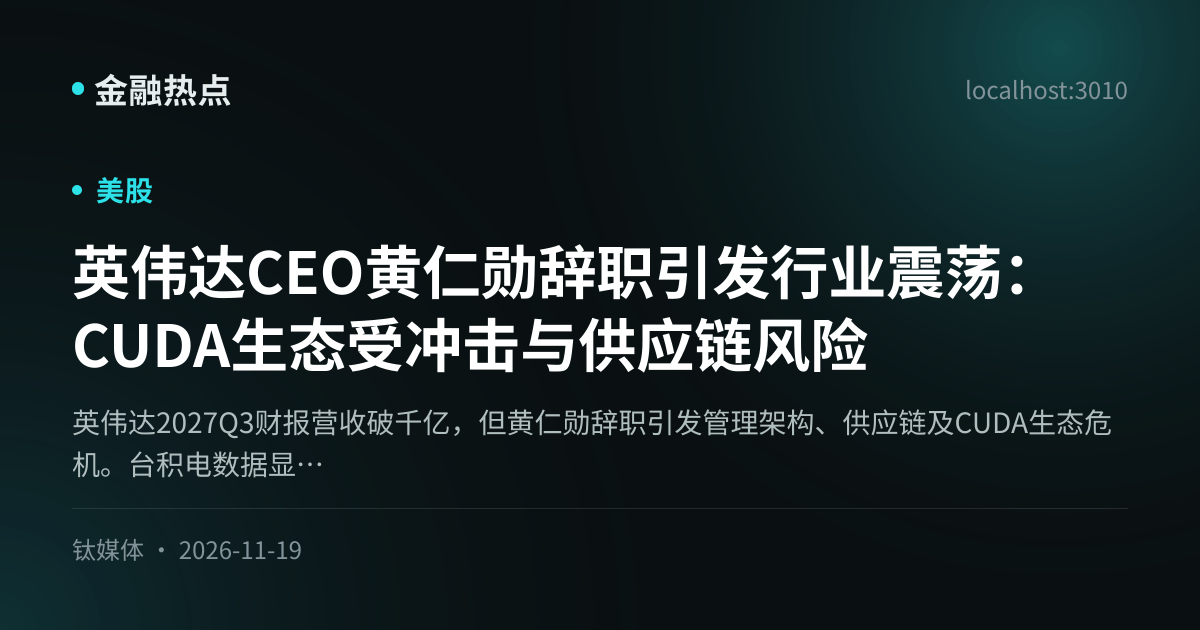 金融热点
localhost:3010
美股
英伟达CEO黄仁勋辞职引发行业震荡：
CUDA生态受冲击与供应链风险
英伟达2027Q3财报营收破千亿，但黄仁勋辞职引发管理架构、供应链及CUDA生态危
机。台积电数据显…
钛媒体 · 2026-11-19